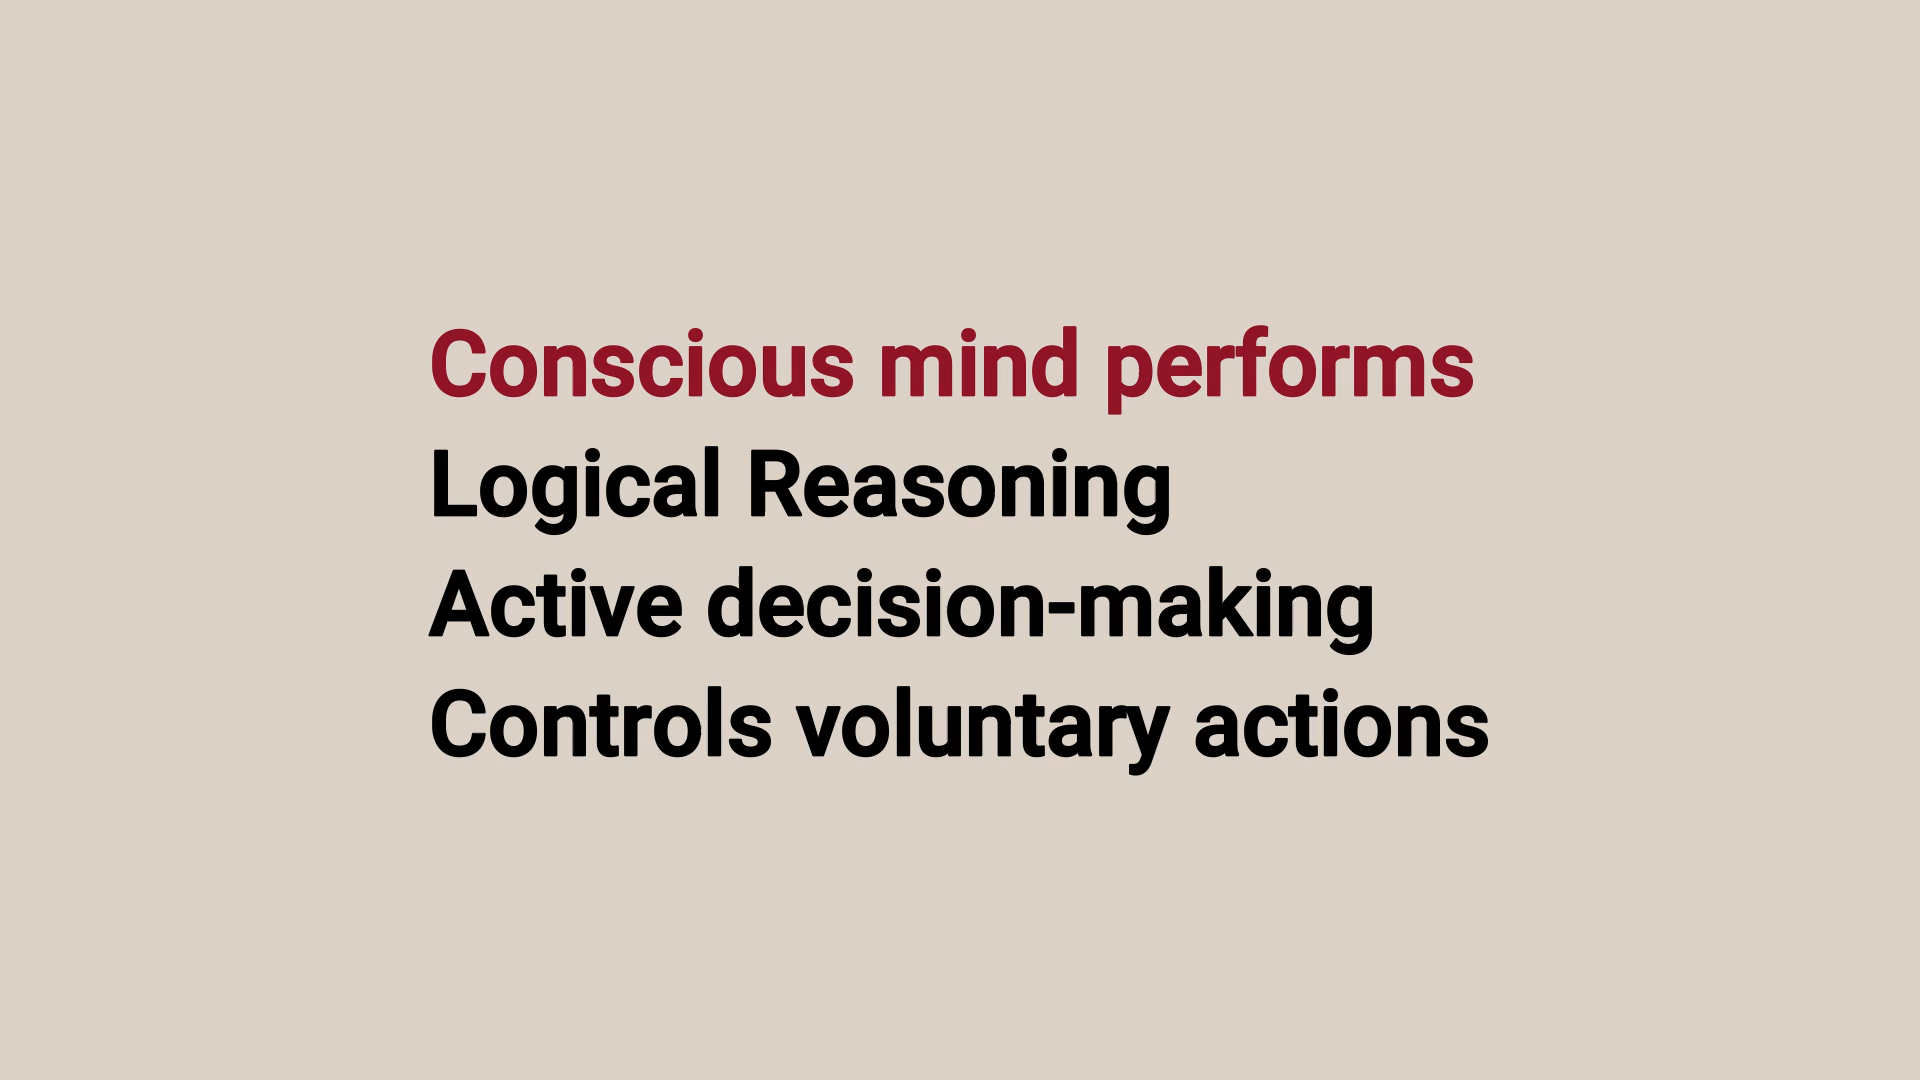 Conscious mind performs
Logical Reasoning
Active decision-making
Controls voluntary actions